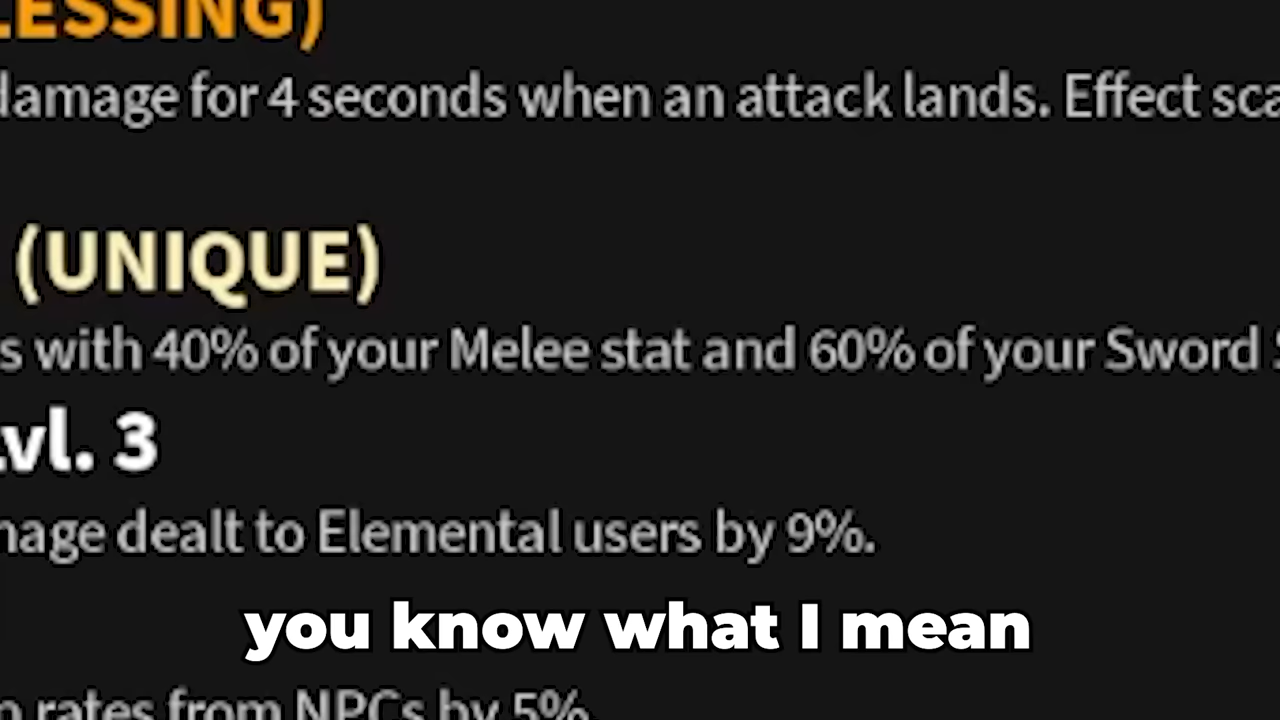 LESSING)
damage for 4 seconds when an attack lands. Effect sca
(UNIQUE)
s with 40% of your Melee stat and 60% of your Sword
vl. 3
nage dealt to Elemental users by 9%.
you know what I mean
rates from NPCs by 5%.